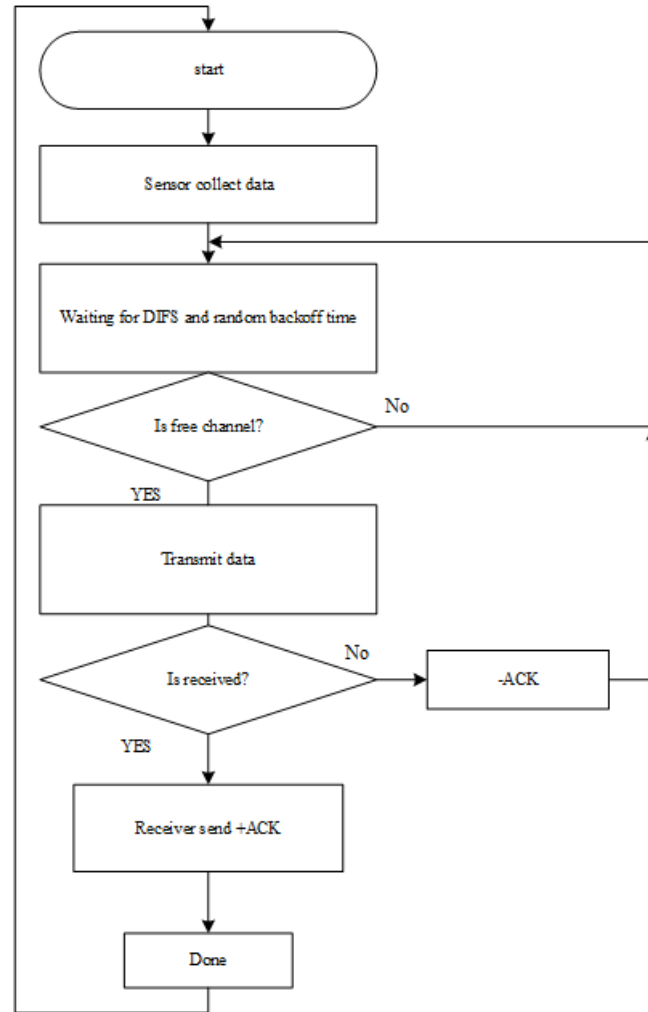 start
Sensor collect data
Waiting for DIFS and random backoff time
Is free channel?
No
YES
Transmit data
Is received?
No
-ACK
YES
Receiver send +ACK
Done